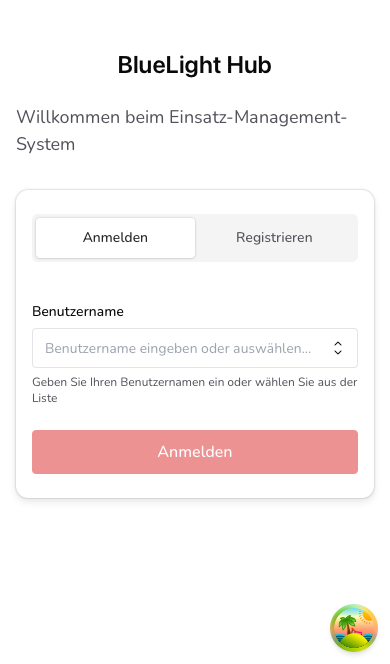 BlueLight Hub
Willkommen beim Einsatz-Management-
System
Anmelden
Registrieren
Benutzername
Benutzername eingeben oder auswählen...
Geben Sie Ihren Benutzernamen ein oder wählen Sie aus der
Liste
Anmelden